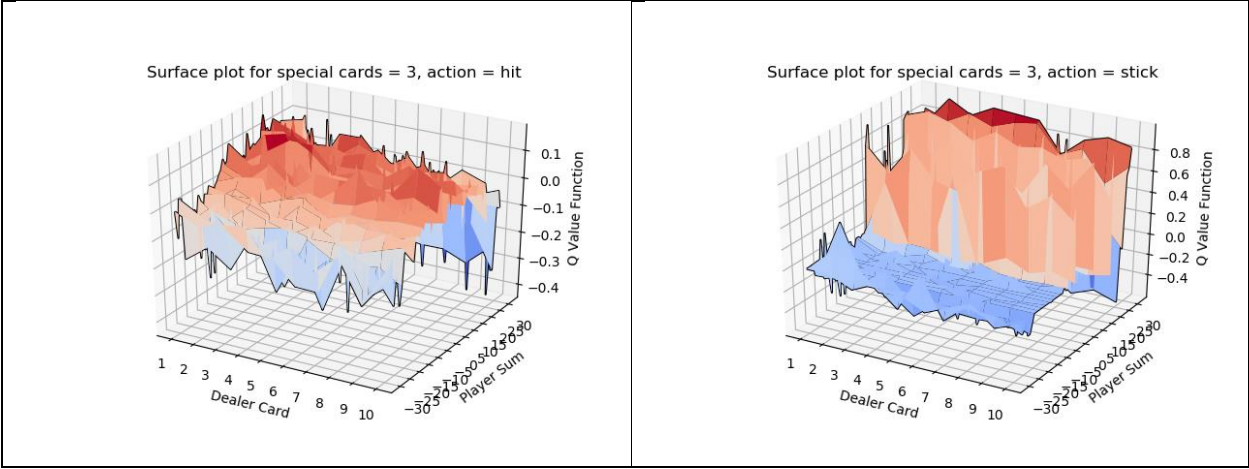 Surface plot for special cards = 3, action = hit
0.1
0.0
−0.1
−0.2
−0.3
−0.4
Q Value Function
1 2 3 4 5 6 7 8 9 10
Dealer Card
−30
30
Player Sum
Surface plot for special cards = 3, action = stick
0.8
0.6
0.4
0.2
0.0
−0.2
−0.4
Q Value Function
1 2 3 4 5 6 7 8 9 10
Dealer Card
−30
30
Player Sum